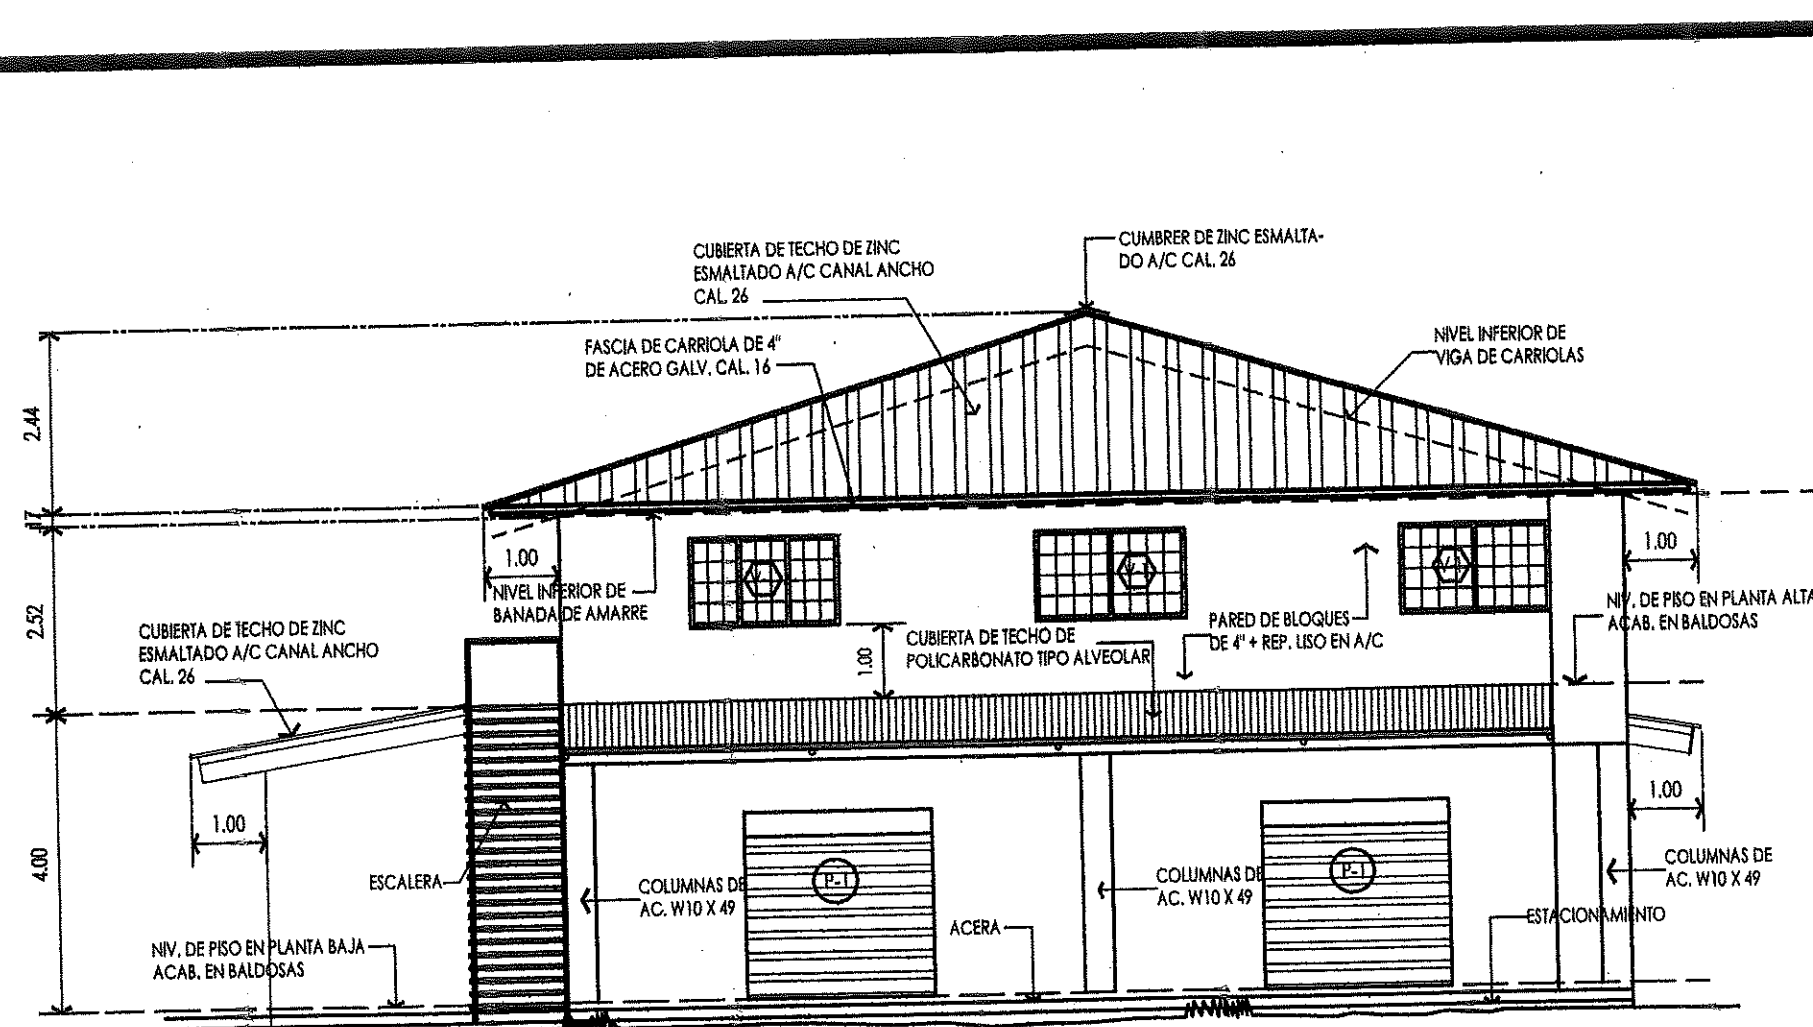 CUBIERTA DE TECHO DE ZINC
ESMALTADO A/C CANAL ANCHO
CAL. 26
CUMBRER DE ZINC ESMALTA-
DO A/C CAL. 26
FASCIA DE CARRIOLA DE 4"
DE ACERO GALV. CAL. 16
NIVEL INFERIOR DE
VIGA DE CARRIOLAS
2.44
17
2.52
4.00
1.00
NIVEL INFERIOR DE
BANADA DE AMARRE
V-1
V-1
1.00
NIV. DE PISO EN PLANTA ALTA
ACAB. EN BALDOSAS
PARED DE BLOQUES
DE 4" + REP. LISO EN A/C
CUBIERTA DE TECHO DE
POLICARBONATO TIPO ALVEOLAR
1.00
CUBIERTA DE TECHO DE ZINC
ESMALTADO A/C CANAL ANCHO
CAL. 26
1.00
1.00
ESCALERA
COLUMNAS DE
AC. W10 X 49
P-1
COLUMNAS DE
AC. W10 X 49
P-1
COLUMNAS DE
AC. W10 X 49
ACERA
ESTACIONAMIENTO
NIV. DE PISO EN PLANTA BAJA
ACAB. EN BALDOSAS